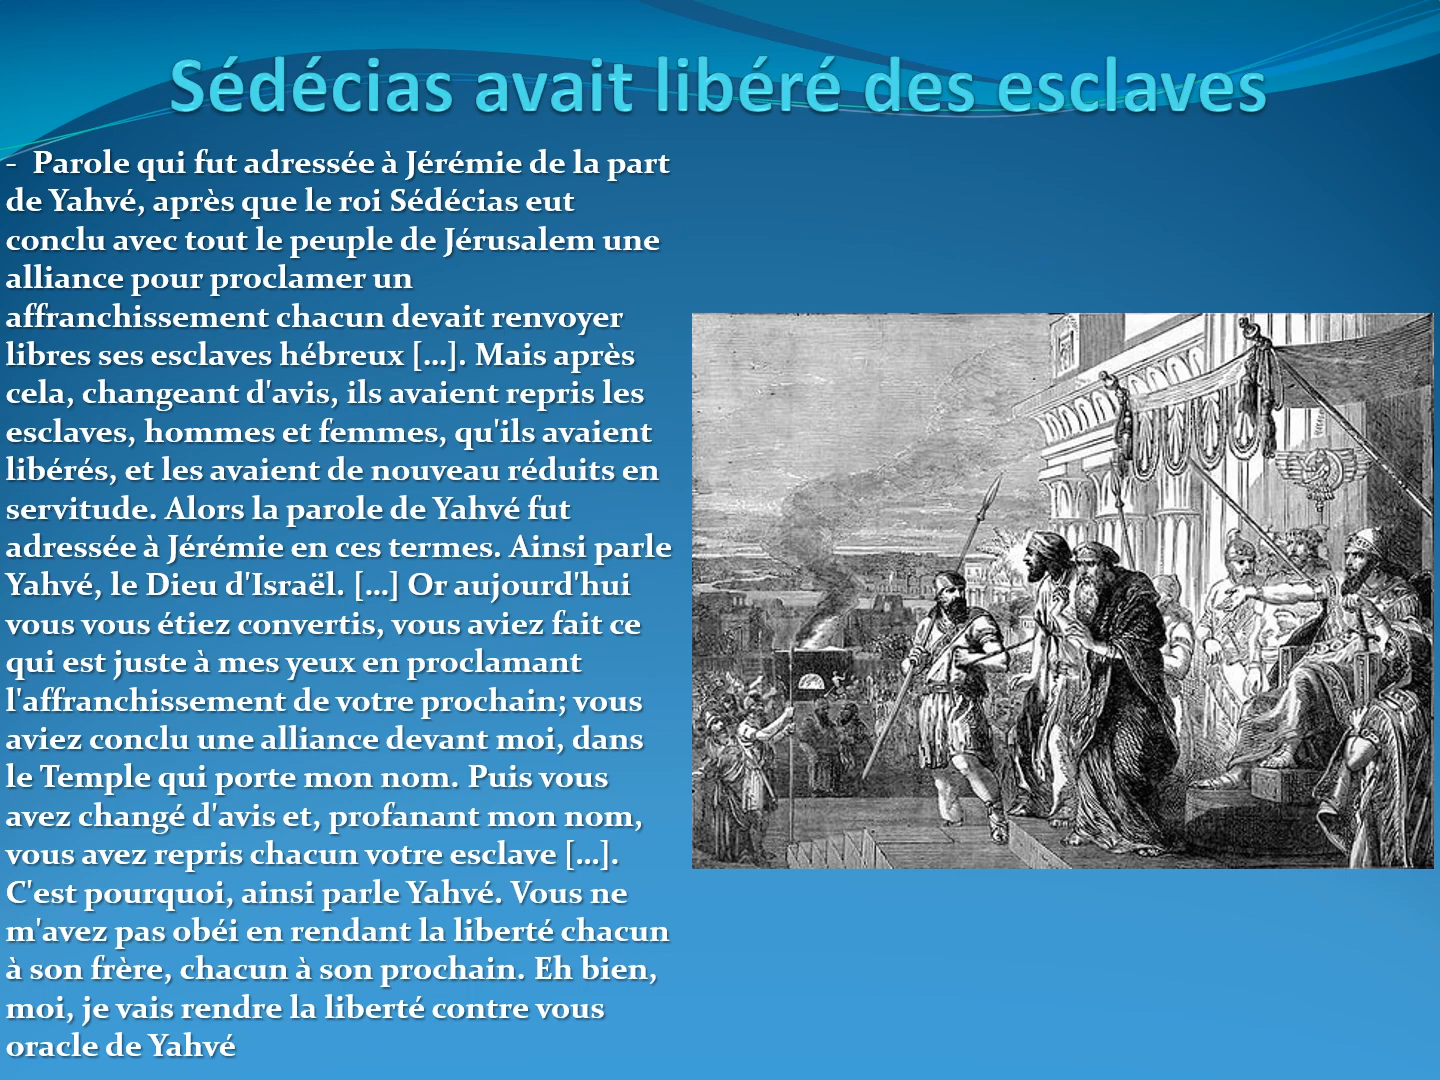 Sédécias avait libéré des esclaves
- Parole qui fut adressée à Jérémie de la part
de Yahvé, après que le roi Sédécias eut
conclu avec tout le peuple de Jérusalem une
alliance pour proclamer un
affranchissement chacun devait renvoyer
libres ses esclaves hébreux [...]. Mais après
cela, changeant d'avis, ils avaient repris les
esclaves, hommes et femmes, qu'ils avaient
libérés, et les avaient de nouveau réduits en
servitude. Alors la parole de Yahvé fut
adressée à Jérémie en ces termes. Ainsi parle
Yahvé, le Dieu d'Israël. [...] Or aujourd'hui
vous vous étiez convertis, vous aviez fait ce
qui est juste à mes yeux en proclamant
l'affranchissement de votre prochain; vous
aviez conclu une alliance devant moi, dans
le Temple qui porte mon nom. Puis vous
avez changé d'avis et, profanant mon nom,
vous avez repris chacun votre esclave [...].
C'est pourquoi, ainsi parle Yahvé. Vous ne
m'avez pas obéi en rendant la liberté chacun
à son frère, chacun à son prochain. Eh bien,
moi, je vais rendre la liberté contre vous
oracle de Yahvé